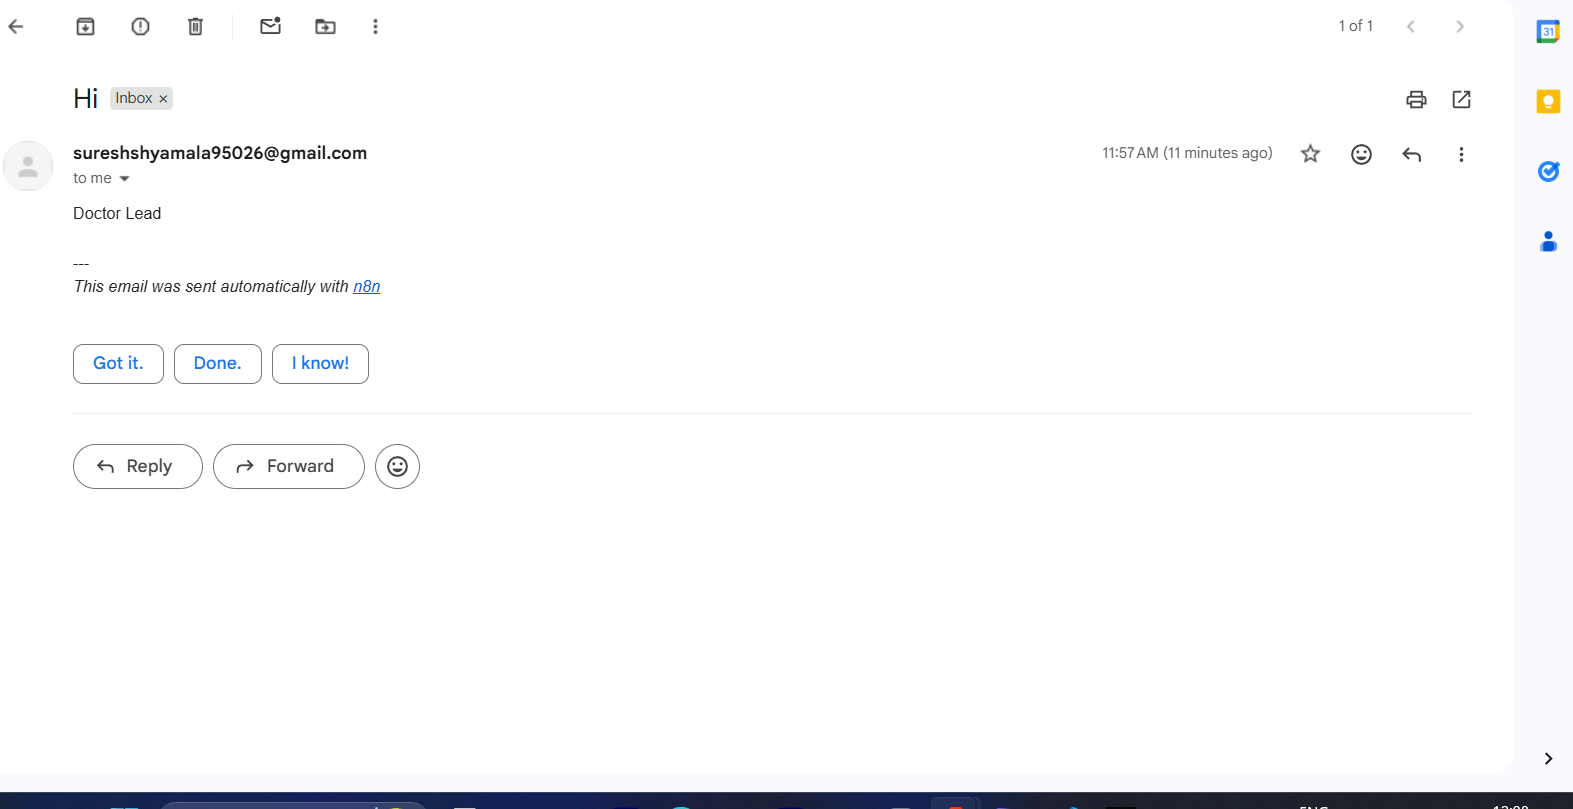 1 of 1
31
Hi Inbox ×
sureshshyamala95026@gmail.com 11:57 AM (11 minutes ago)
to me
Doctor Lead
---
This email was sent automatically with n8n
Got it. Done. I know!
Reply Forward